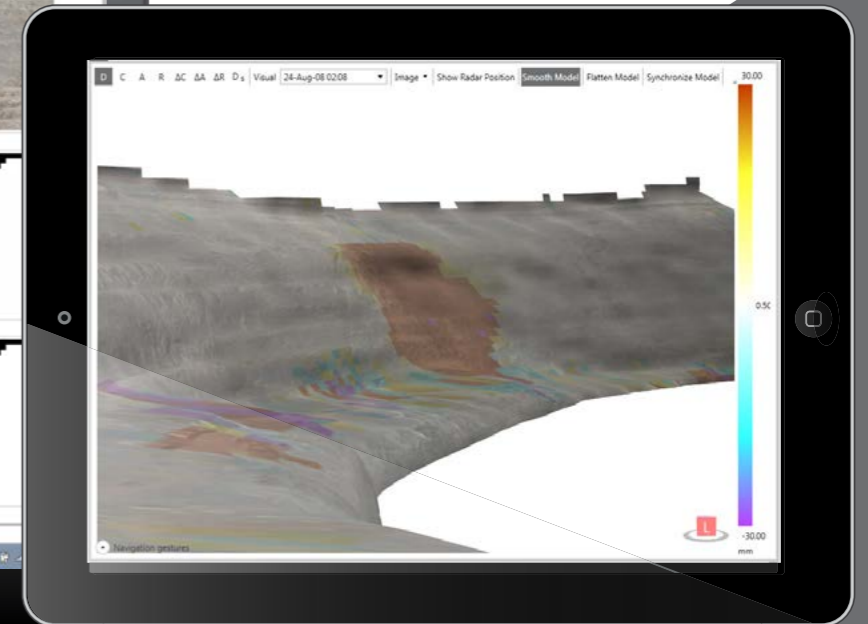 D C A R ΔC ΔA ΔR Ds Visual 24-Aug-08 02:08 Image Show Radar Position Smooth Model Flatten Model Synchronize Model
30.00
0.50
L
-30.00
mm
Navigation gestures